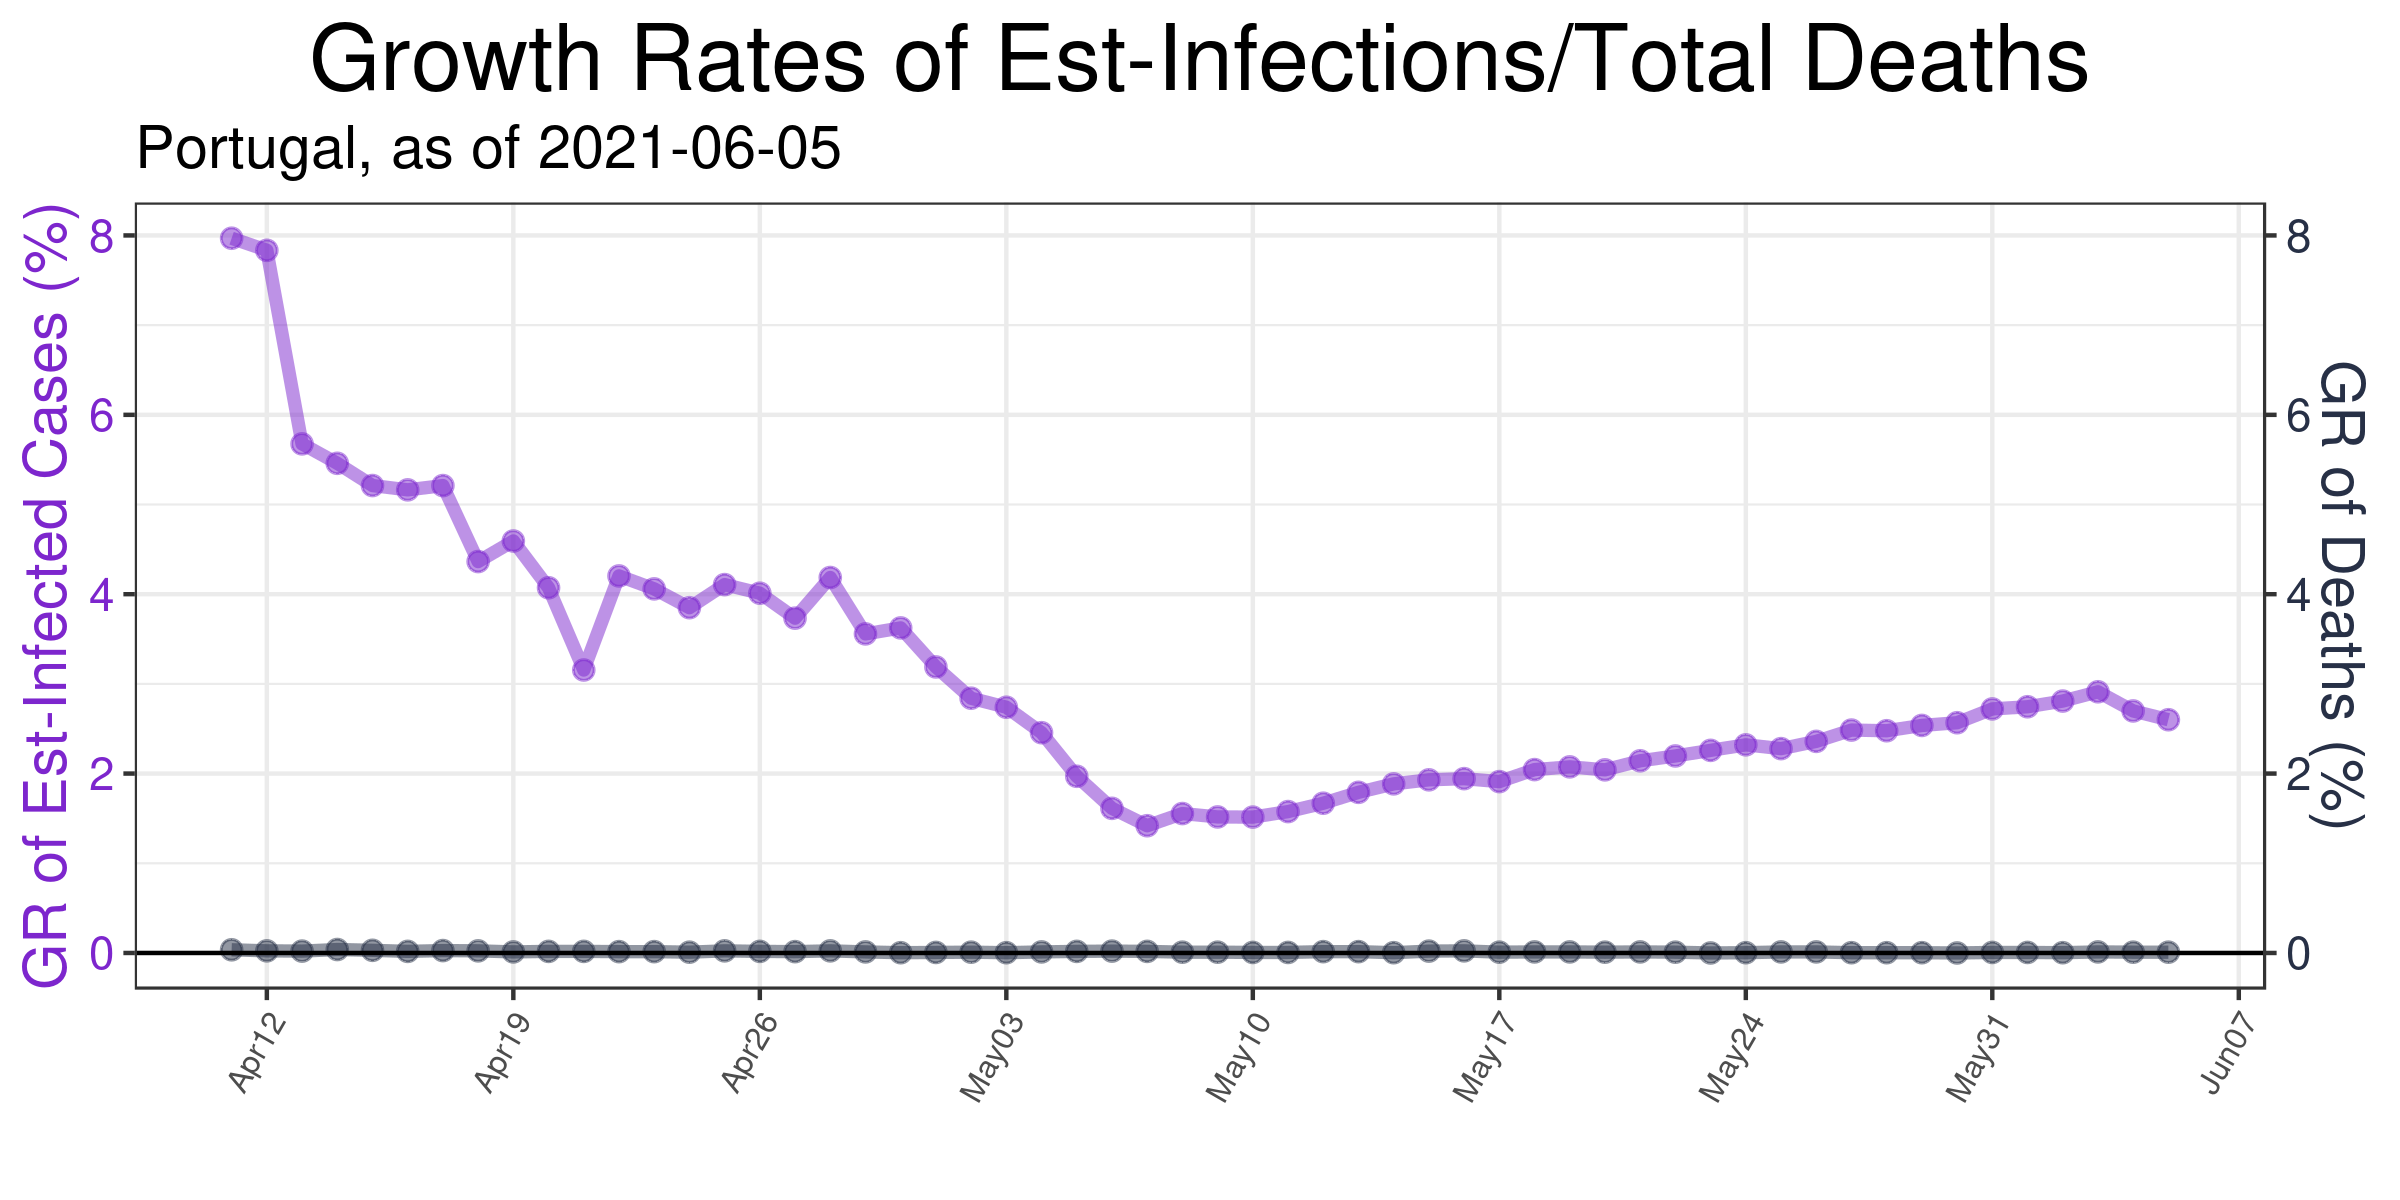 Growth Rates of Est-Infections/Total Deaths
Portugal, as of 2021-06-05
GR of Est-Infected Cases (%)
8
6
4
2
0
8
6
4
2
0
GR of Deaths (%)
Apr12
Apr19
Apr26
May03
May10
May17
May24
May31
Jun07